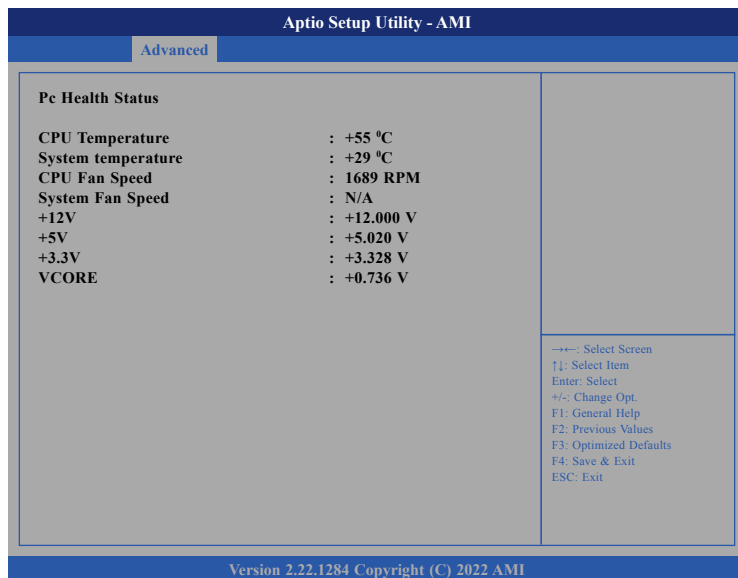 Aptio Setup Utility - AMI
Advanced
Pc Health Status
CPU Temperature : +55 ⁰C
System temperature : +29 ⁰C
CPU Fan Speed : 1689 RPM
System Fan Speed : N/A
+12V : +12.000 V
+5V : +5.020 V
+3.3V : +3.328 V
VCORE : +0.736 V
→←: Select Screen
↑↓: Select Item
Enter: Select
+/-: Change Opt.
F1: General Help
F2: Previous Values
F3: Optimized Defaults
F4: Save & Exit
ESC: Exit
Version 2.22.1284 Copyright (C) 2022 AMI